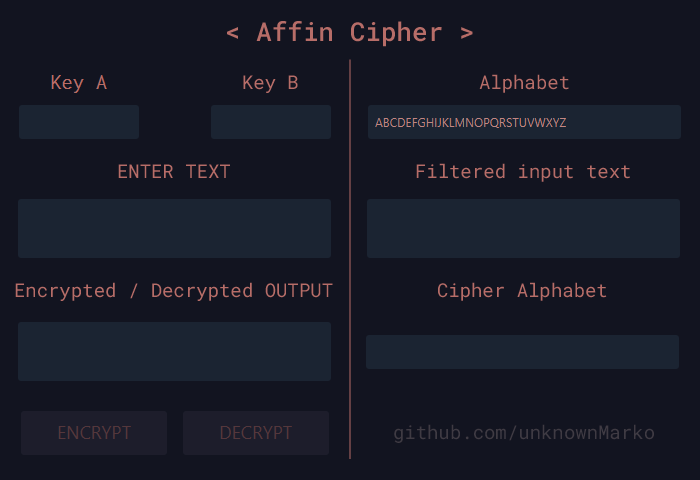 < Affin Cipher >
Key A
Key B
Alphabet
ABCDEFGHIJKLMNOPQRSTUVWXYZ
ENTER TEXT
Filtered input text
Encrypted / Decrypted OUTPUT
Cipher Alphabet
ENCRYPT
DECRYPT
github.com/unknownMarko